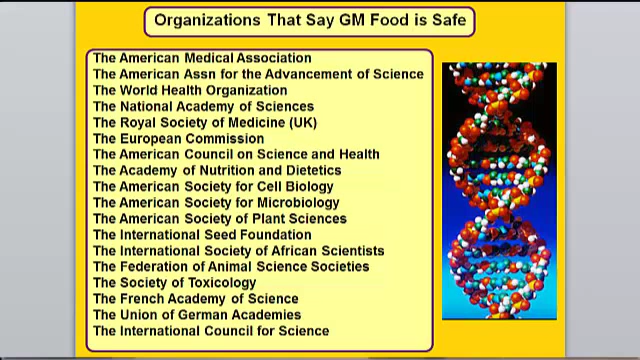 Organizations That Say GM Food is Safe
The American Medical Association
The American Assn for the Advancement of Science
The World Health Organization
The National Academy of Sciences
The Royal Society of Medicine (UK)
The European Commission
The American Council on Science and Health
The Academy of Nutrition and Dietetics
The American Society for Cell Biology
The American Society for Microbiology
The American Society of Plant Sciences
The International Seed Foundation
The International Society of African Scientists
The Federation of Animal Science Societies
The Society of Toxicology
The French Academy of Science
The Union of German Academies
The International Council for Science